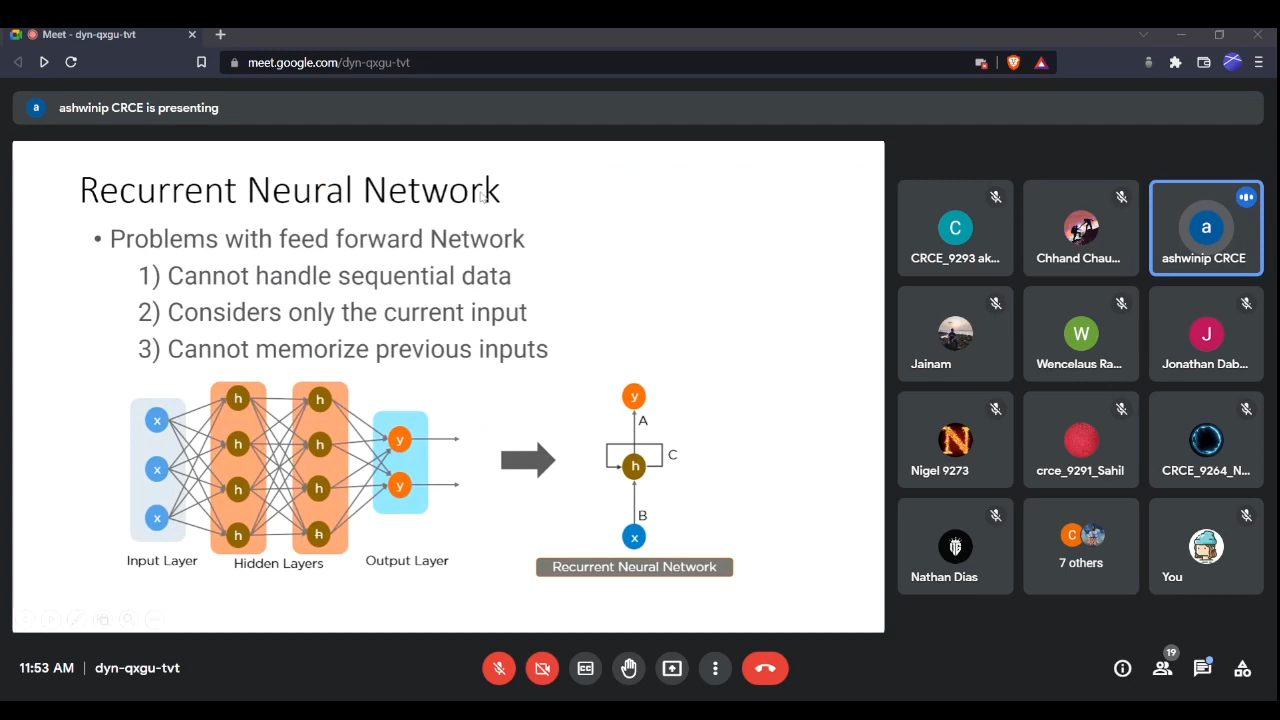 Meet - dyn-qxgu-tvt
meet.google.com/dyn-qxgu-tvt
a ashwinip CRCE is presenting
Recurrent Neural Network
• Problems with feed forward Network
1) Cannot handle sequential data
2) Considers only the current input
3) Cannot memorize previous inputs
x x x
h h h h
h h h h
y y
Input Layer
Hidden Layers
Output Layer
y
A
h
C
B
x
Recurrent Neural Network
C
CRCE_9293 ak...
Chhand Chau...
a
ashwinip CRCE
Jainam
W
Wencelaus Ra...
J
Jonathan Dab...
N
Nigel 9273
crce_9291_Sahil
CRCE_9264_N...
Nathan Dias
C
7 others
You
11:53 AM | dyn-qxgu-tvt
19